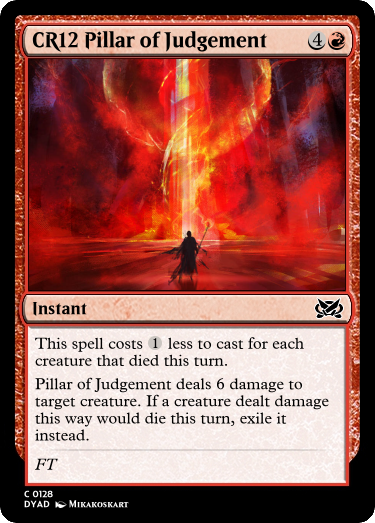 CR12 Pillar of Judgement 4
Instant
This spell costs 1 less to cast for each
creature that died this turn.
Pillar of Judgement deals 6 damage to
target creature. If a creature dealt damage
this way would die this turn, exile it
instead.
FT
C 0128
DYAD Mikakoskart